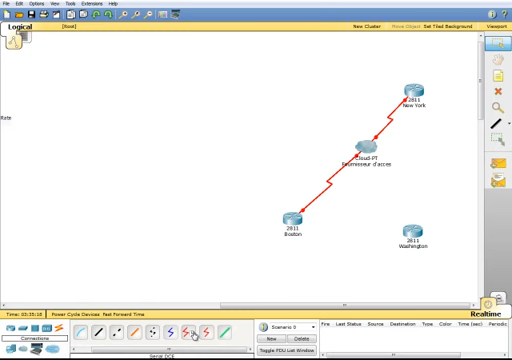 File Edit Options View Tools Extensions Help
Logical [Root] New Cluster Move Object Set Tiled Background Viewport
Rate
2811
New York
Cloud-PT
Fournisseur d'acces
2811
Boston
2811
Washington
Time: 03:35:18 Power Cycle Devices Fast Forward Time Realtime
Connections
Serial DCE
Scenario 0
New Delete
Toggle PDU List Window
Fire Last Status Source Destination Type Color Time (sec) Periodic